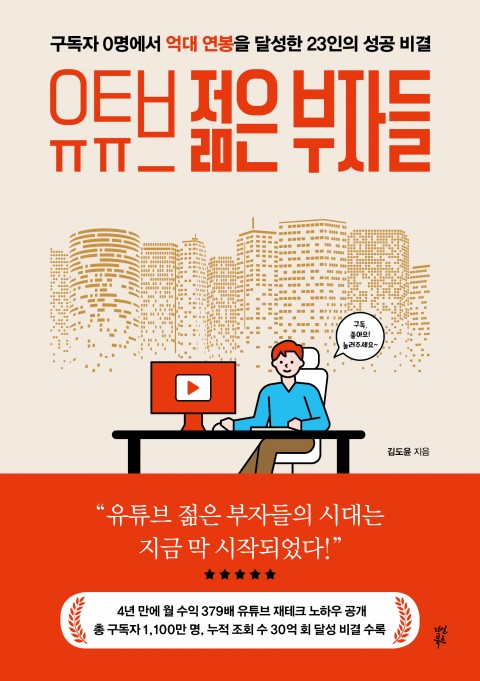 구독자 0명에서 억대 연봉을 달성한 23인의 성공 비결
유튜브 젊은 부자들
구독,
좋아요!
눌러주세요~
김도윤 지음
“유튜브 젊은 부자들의 시대는
지금 막 시작되었다!”
4년 만에 월 수익 379배 유튜브 재테크 노하우 공개
총 구독자 1,100만 명, 누적 조회 수 30억 회 달성 비결 수록
다산
북스